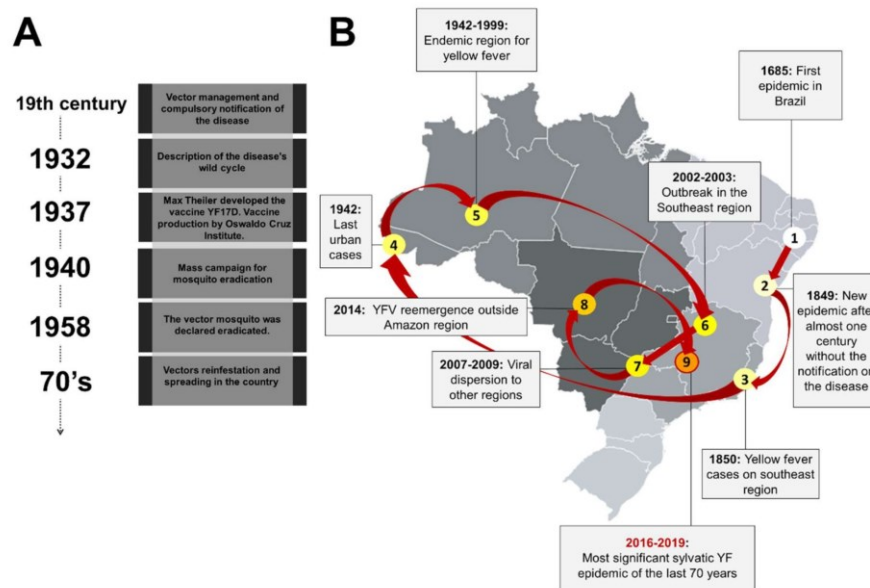 A
19th century
Vector management and
compulsory notification of
the disease
1932
Description of the disease's
wild cycle
1937
Max Theiler developed the
vaccine YF17D. Vaccine
production by Oswaldo Cruz
Institute.
1940
Mass campaign for
mosquito eradication
1958
The vector mosquito was
declared eradicated.
70's
Vectors reinfestation and
spreading in the country
B
1942-1999:
Endemic region for
yellow fever
1685: First
epidemic in
Brazil
2002-2003:
Outbreak in the
Southeast region
1942:
Last
urban
cases
1
2
3
4
5
6
7
8
9
1849: New
epidemic after
almost one
century
without the
notification on
the disease
2014: YFV reemergence outside
Amazon region
2007-2009: Viral
dispersion to
other regions
1850: Yellow fever
cases on southeast
region
2016-2019:
Most significant sylvatic YF
epidemic of the last 70 years